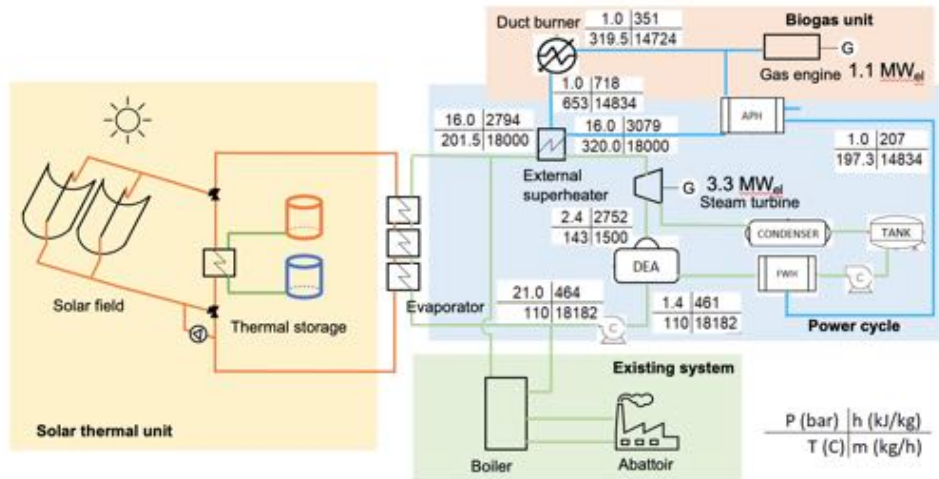 Duct burner
1.0 351
319.5 14724
Biogas unit
G
Gas engine 1.1 MWel
1.0 718
653 14834
16.0 2794
201.5 18000
16.0 3079
320.0 18000
APH
1.0 207
197.3 14834
External
superheater
G 3.3 MWel
Steam turbine
2.4 2752
143 1500
CONDENSER
TANK
DEA
FWH
C
Solar field
Thermal storage
Evaporator
21.0 464
110 18182
C
1.4 461
110 18182
Power cycle
Existing system
Solar thermal unit
Boiler
Abattoir
P (bar) h (kJ/kg)
T (C) m (kg/h)